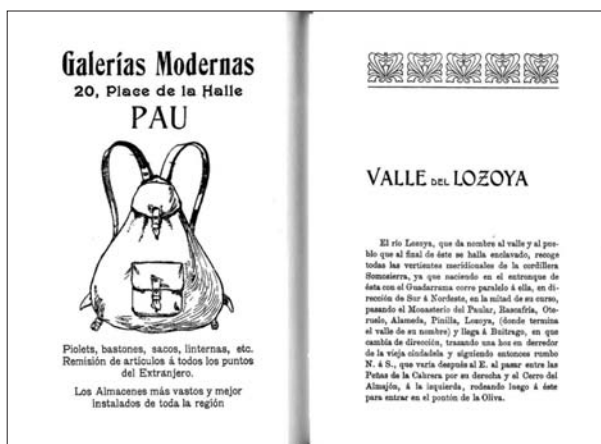 Galerías Modernas
20, Place de la Halle
PAU
Piolets, bastones, sacos, linternas, etc.
Remisión de artículos á todos los puntos
del Extranjero.
Los Almacenes más vastos y mejor
instalados de toda la región
VALLE DEL LOZOYA
El río Lozoya, que da nombre al valle y al pue-
blo que al final de éste se halla enclavado, recoge
todas las vertientes meridionales de la cordillera
Somosierra, ya que naciendo en el entronque de
ésta con el Guadarrama corre paralelo á ella, en di-
rección de Sur á Nordeste, en la mitad de su curso,
pasando el Monasterio del Paular, Rascafría, Ote-
ruelo, Alameda, Pinilla, Lozoya, (donde termina
el valle de su nombre) y llega á Buitrago, en que
cambia de dirección, trazando una hoz en derredor
de la vieja ciudadela y siguiendo entonces rumbo
N. á S., que varía después al E. al pasar entre las
Peñas de la Cabrera por su derecha y el Cerro del
Almajón, á la izquierda, rodeando luego á éste
para entrar en el pontón de la Oliva.